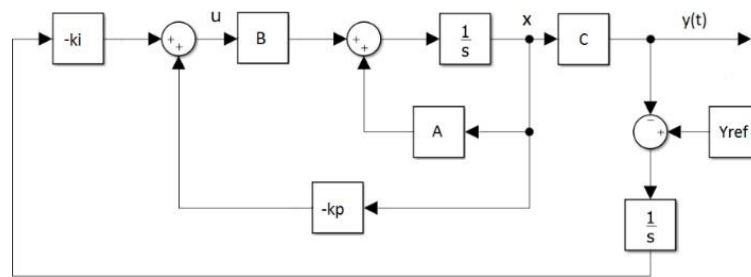 u x y(t)
-ki + + B + + 1/s C
A − + Yref
-kp 1/s